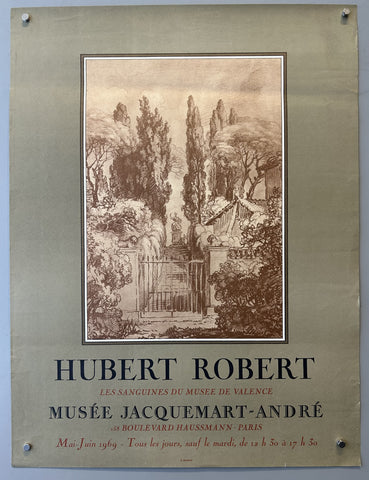 HUBERT ROBERT
LES SANGUINES DU MUSEE DE VALENCE
MUSÉE JACQUEMART-ANDRÉ
158 BOULEVARD HAUSSMANN - PARIS
Mai-Juin 1969 - Tous les jours, sauf le mardi, de 12 h 30 à 17 h 30